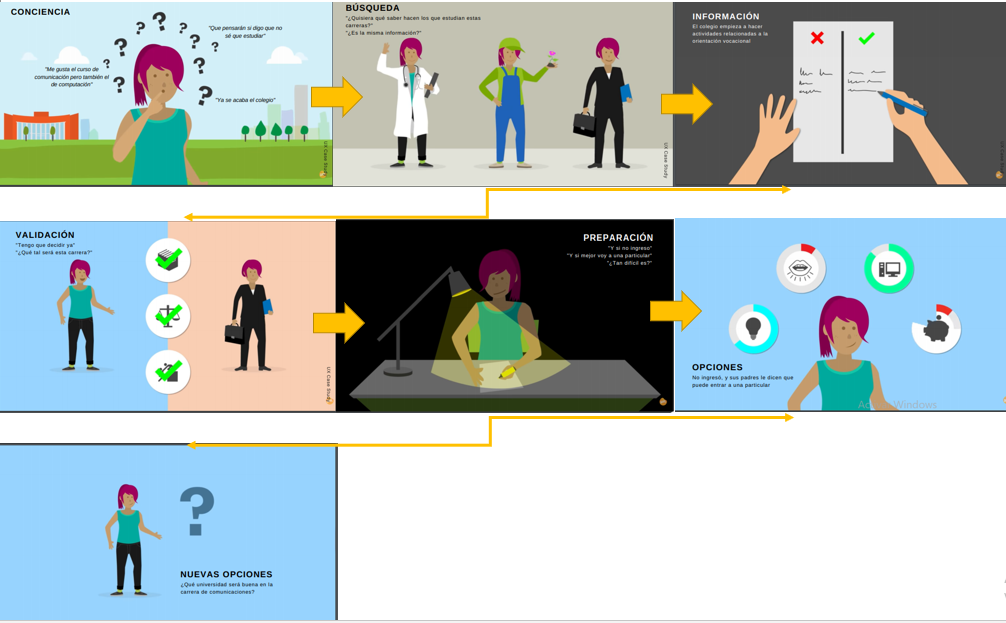 CONCIENCIA
"Que pensarán si digo que no
sé que estudiar"
"Me gusta el curso de
comunicación pero también el
de computación"
"Ya se acaba el colegio"
UX Case Study
BÚSQUEDA
"¿Quisiera qué saber hacen los que estudian estas
carreras?"
"¿Es la misma información?"
UX Case Study
INFORMACIÓN
El colegio empieza a hacer
actividades relacionadas a la
orientación vocacional
VALIDACIÓN
"Tengo que decidir ya"
"¿Qué tal será esta carrera?"
UX Case Study
PREPARACIÓN
"Y si no ingreso"
"Y si mejor voy a una particular"
"¿Tan difícil es?"
OPCIONES
No ingresó, y sus padres le dicen que
puede entrar a una particular
Windows
NUEVAS OPCIONES
¿Qué universidad será buena en la
carrera de comunicaciones?